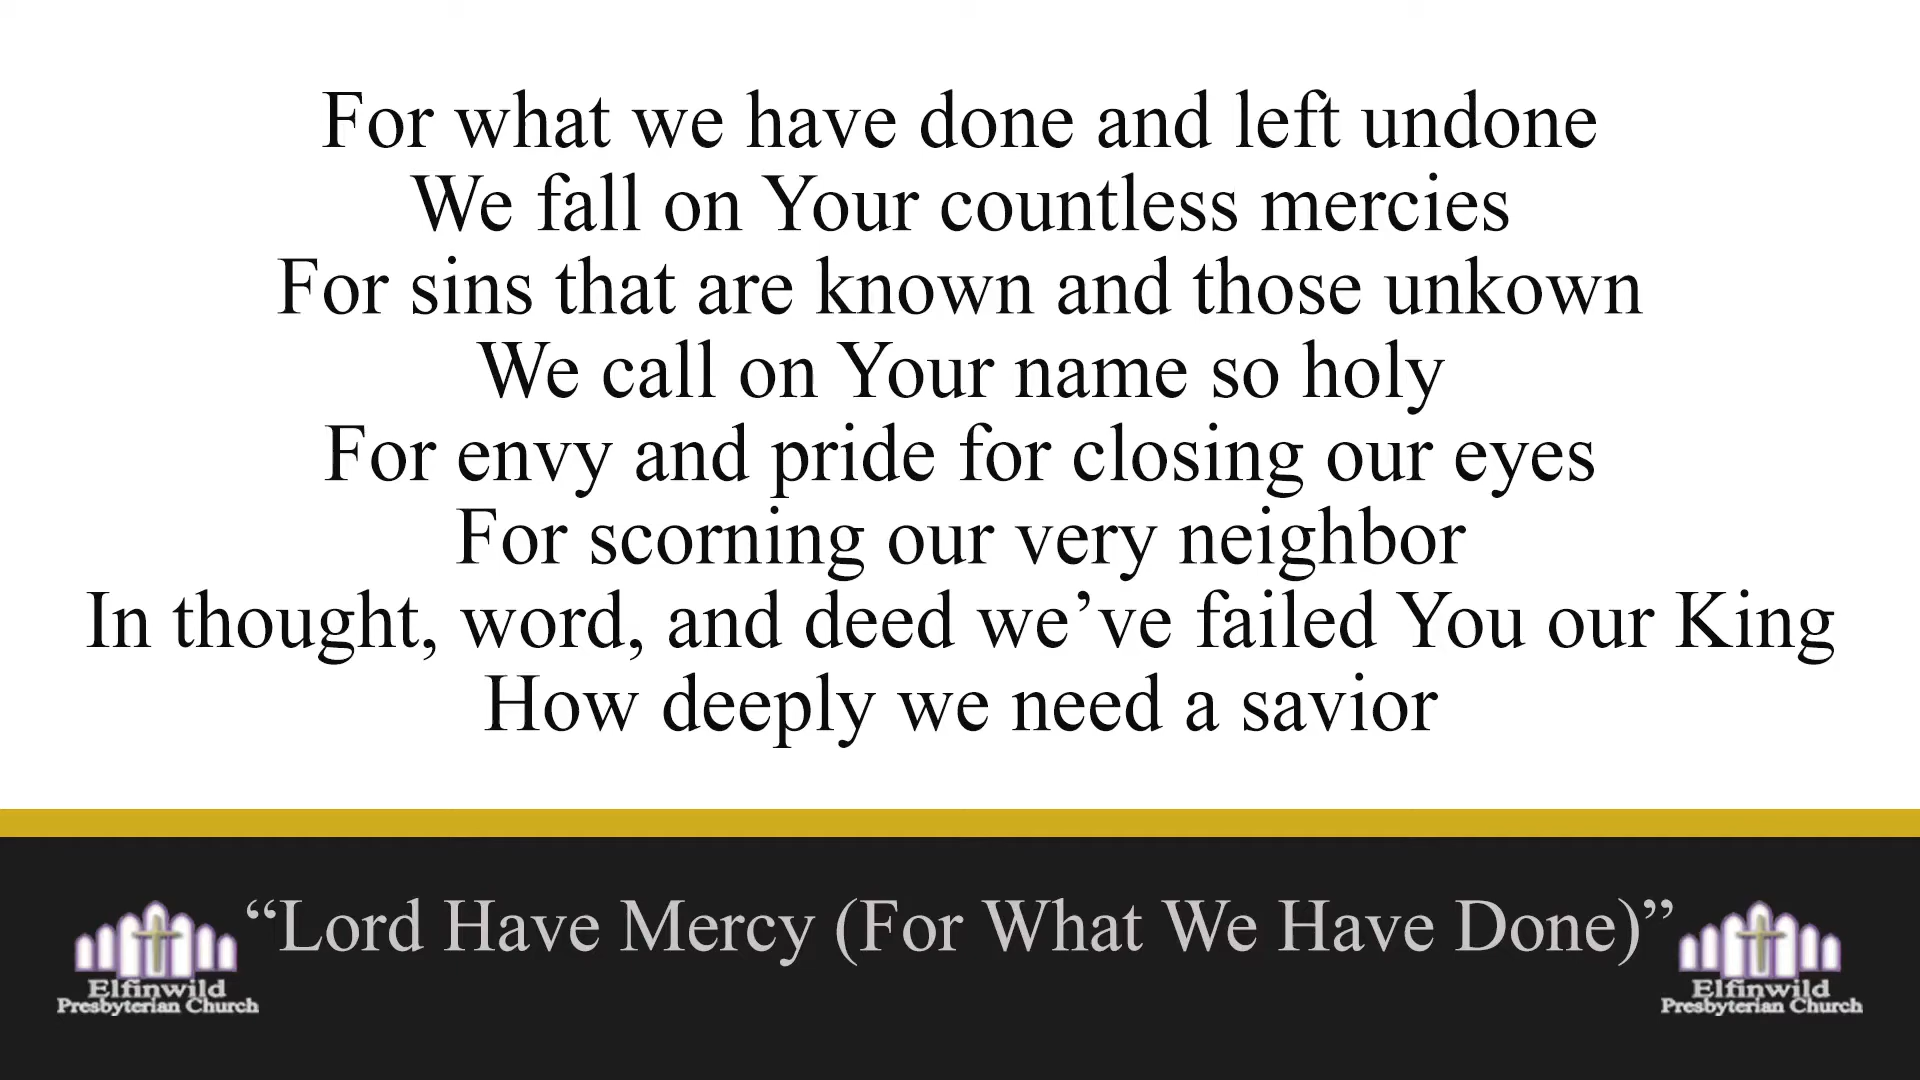 For what we have done and left undone
We fall on Your countless mercies
For sins that are known and those unkown
We call on Your name so holy
For envy and pride for closing our eyes
For scorning our very neighbor
In thought, word, and deed we’ve failed You our King
How deeply we need a savior
“Lord Have Mercy (For What We Have Done)”
Elfinwild
Presbyterian Church
Elfinwild
Presbyterian Church